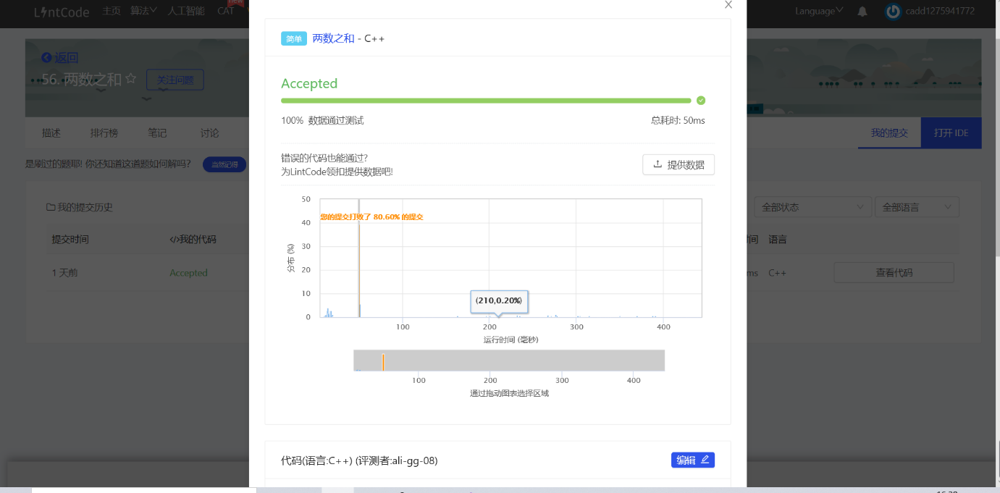 LintCode 主页 算法 人工智能 CAT new Language cadd1275941772
返回
56. 两数之和 关注问题
描述 排行榜 笔记 讨论 我的提交 打开 IDE
是刷过的题耶! 你还知道这道题如何解吗? 当然记得
我的提交历史 全部状态 全部语言
提交时间 </>我的代码 时间 语言
1 天前 Accepted ms C++ 查看代码
简单 两数之和 - C++
Accepted
100% 数据通过测试 总耗时: 50ms
错误的代码也能通过?
为LintCode领扣提供数据吧! 提供数据
您的提交打败了 80.60% 的提交
50
40
30
20
10
0
分布 (%)
(210,0.20%)
100 200 300 400
运行时间 (毫秒)
100 200 300 400
通过拖动图表选择区域
代码(语言:C++) (评测者:ali-gg-08) 编辑